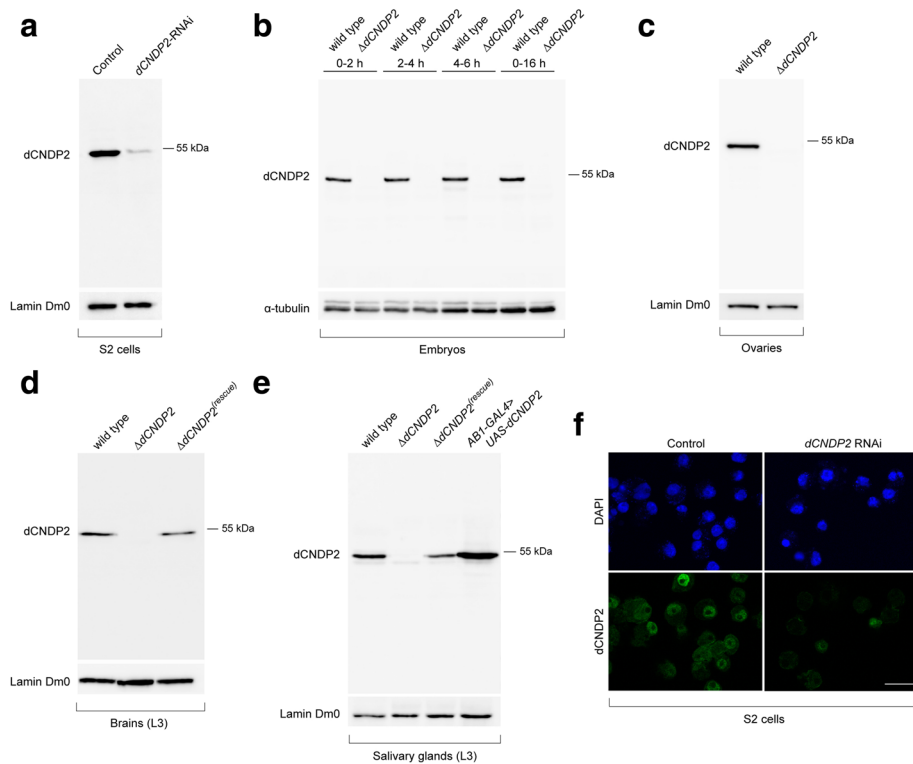 a
Control
dCNDP2-RNAi
dCNDP2
55 kDa
Lamin Dm0
S2 cells
b
wild type
ΔdCNDP2
wild type
ΔdCNDP2
wild type
ΔdCNDP2
wild type
ΔdCNDP2
0-2 h
2-4 h
4-6 h
0-16 h
dCNDP2
55 kDa
α-tubulin
Embryos
c
wild type
ΔdCNDP2
dCNDP2
55 kDa
Lamin Dm0
Ovaries
d
wild type
ΔdCNDP2
ΔdCNDP2(rescue)
dCNDP2
55 kDa
Lamin Dm0
Brains (L3)
e
wild type
ΔdCNDP2
ΔdCNDP2(rescue)
AB1-GAL4>
UAS-dCNDP2
dCNDP2
55 kDa
Lamin Dm0
Salivary glands (L3)
f
Control
dCNDP2 RNAi
DAPI
dCNDP2
S2 cells